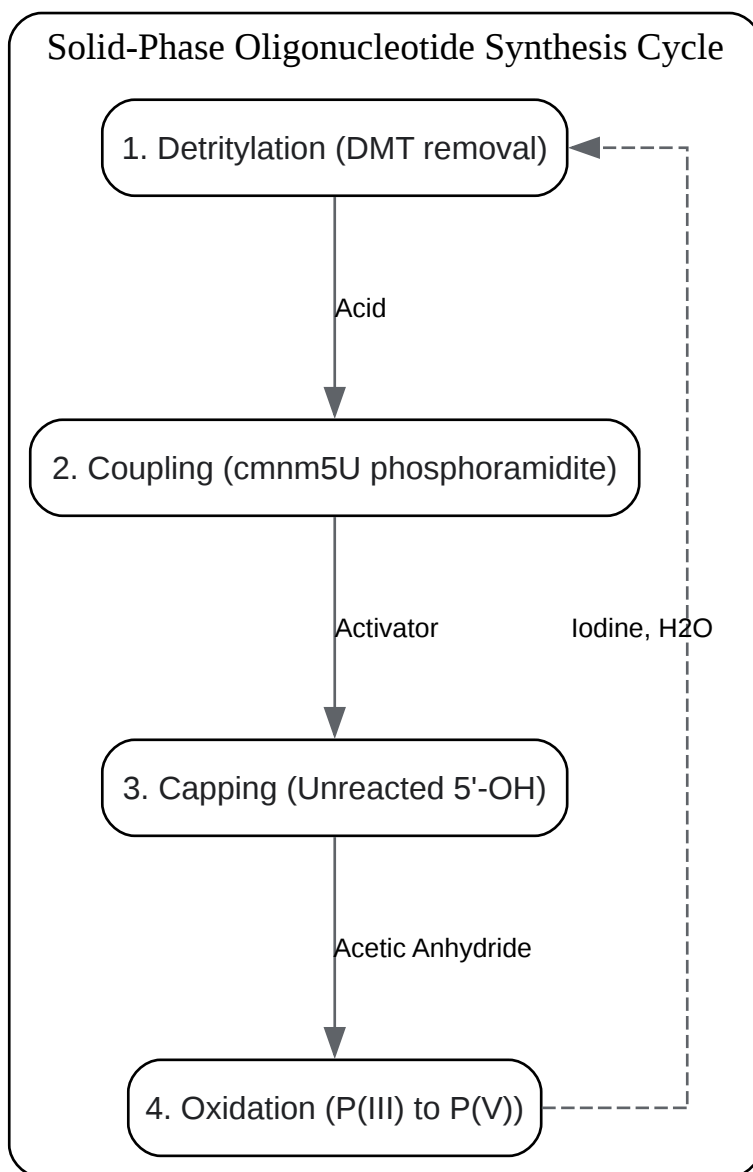 Solid-Phase Oligonucleotide Synthesis Cycle
1. Detritylation (DMT removal)
Acid
2. Coupling (cmnm5U phosphoramidite)
Activator
Iodine, H2O
3. Capping (Unreacted 5'-OH)
Acetic Anhydride
4. Oxidation (P(III) to P(V))